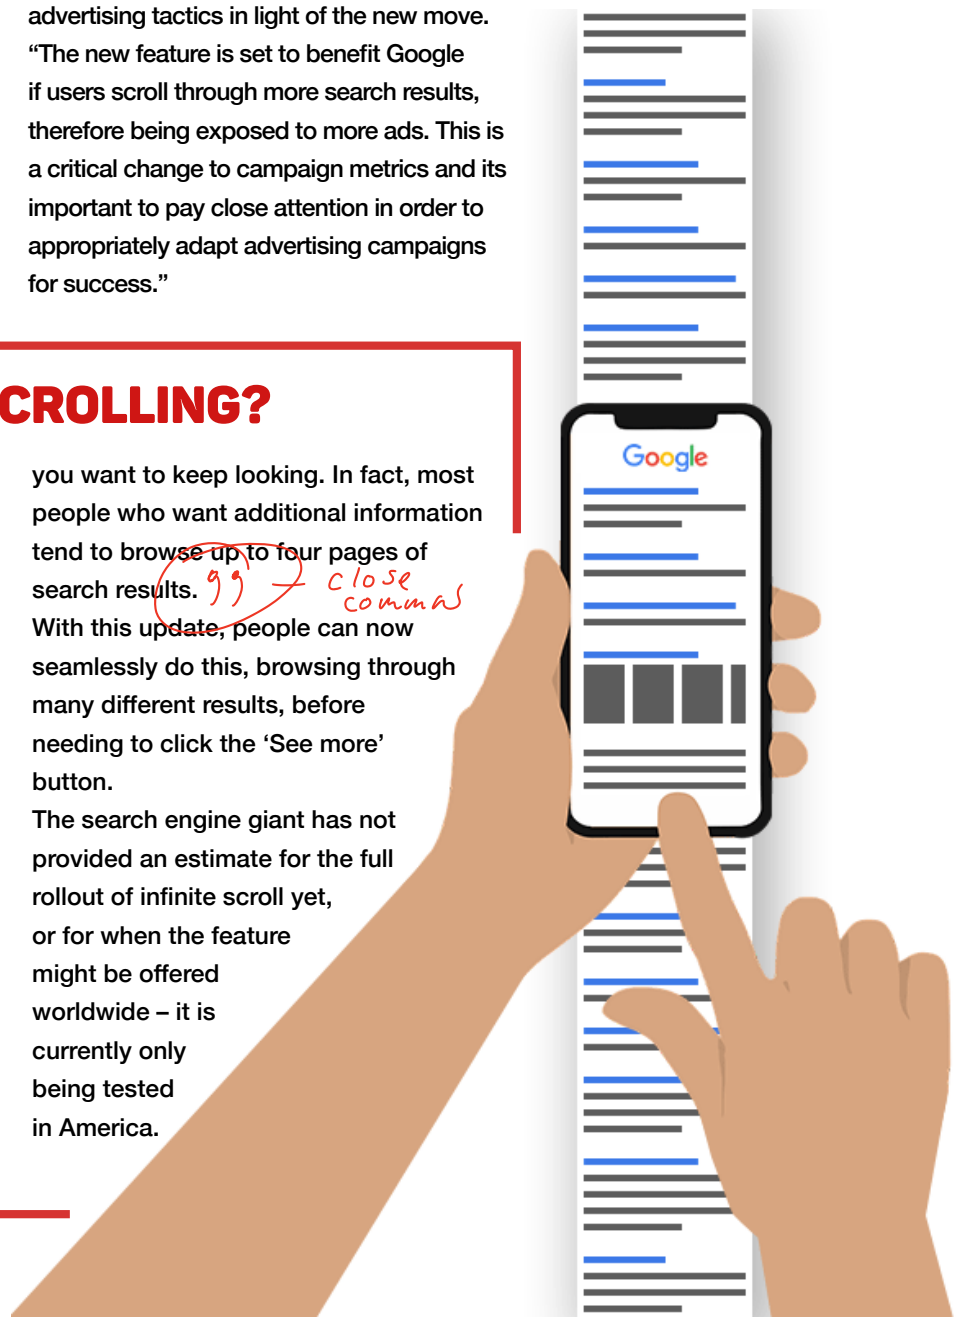 advertising tactics in light of the new move.
“The new feature is set to benefit Google
if users scroll through more search results,
therefore being exposed to more ads. This is
a critical change to campaign metrics and its
important to pay close attention in order to
appropriately adapt advertising campaigns
for success.”
CROLLING?
you want to keep looking. In fact, most
people who want additional information
tend to browse up to four pages of
search results. ”
close
commas
With this update, people can now
seamlessly do this, browsing through
many different results, before
needing to click the ‘See more’
button.
The search engine giant has not
provided an estimate for the full
rollout of infinite scroll yet,
or for when the feature
might be offered
worldwide – it is
currently only
being tested
in America.
Google